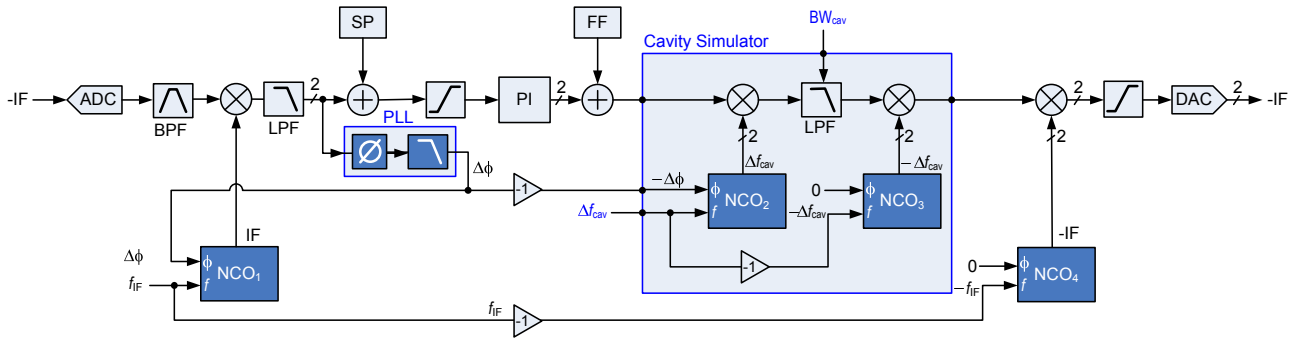 SP
FF
BWcav
Cavity Simulator
-IF
ADC
BPF
LPF
2
PI
2
LPF
2
DAC
2
-IF
PLL
Δϕ
2
Δfcav
2
−Δfcav
2
-1
−Δϕ
ϕ
NCO2
f
0
ϕ
NCO3
f
Δfcav
−Δfcav
IF
-IF
Δϕ
ϕ
NCO1
fIF
f
-1
0
ϕ
NCO4
−fIF
f
fIF
-1